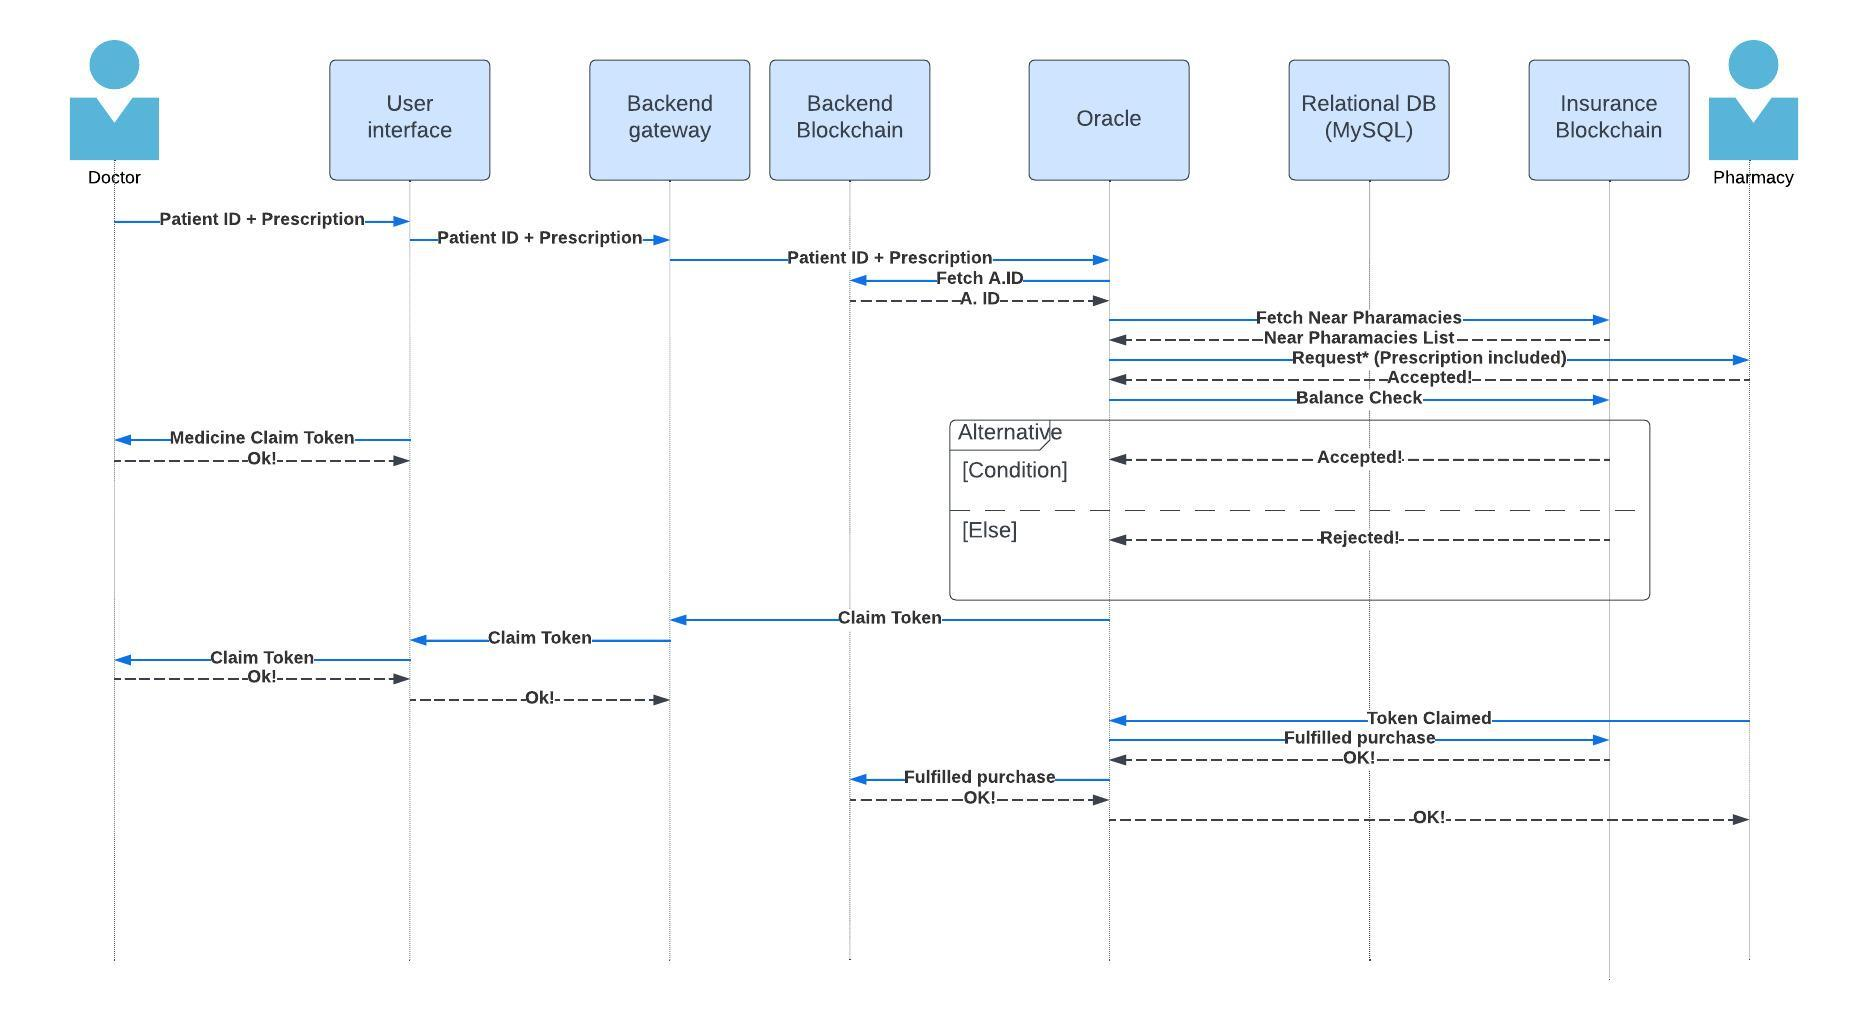 User
interface
Backend
gateway
Backend
Blockchain
Oracle
Relational DB
(MySQL)
Insurance
Blockchain
Doctor
Pharmacy
Patient ID + Prescription
Patient ID + Prescription
Patient ID + Prescription
Fetch A.ID
A. ID
Fetch Near Pharamacies
Near Pharamacies List
Request* (Prescription included)
Accepted!
Balance Check
Alternative
Medicine Claim Token
Ok!
Accepted!
[Condition]
[Else]
Rejected!
Claim Token
Claim Token
Claim Token
Ok!
Ok!
Token Claimed
Fulfilled purchase
OK!
Fulfilled purchase
OK!
OK!